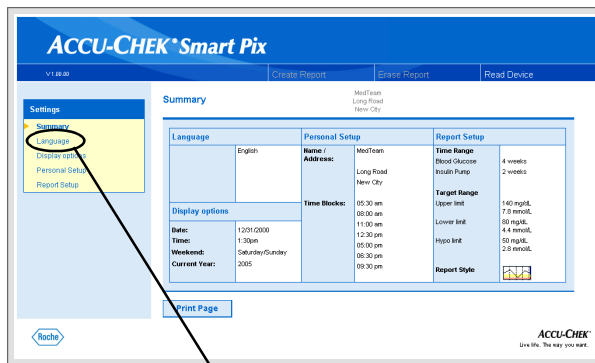 ACCU-CHEK® Smart Pix
V 1.00.00
Create Report Erase Report Read Device
Settings
Summary
Language
Display options
Personal Setup
Report Setup
Summary
MedTeam
Long Road
New City
Language
English
Display options
Date: 12/31/2000
Time: 1:30pm
Weekend: Saturday/Sunday
Current Year: 2005
Personal Setup
Name / MedTeam
Address:
Long Road
New City
Time Blocks: 05:30 am
08:00 am
11:00 am
12:30 pm
05:00 pm
06:30 pm
09:30 pm
Report Setup
Time Range
Blood Glucose 4 weeks
Insulin Pump 2 weeks
Target Range
Upper limit 140 mg/dL
7.8 mmol/L
Lower limit 80 mg/dL
4.4 mmol/L
Hypo limit 50 mg/dL
2.8 mmol/L
Report Style
Print Page
Roche
ACCU-CHEK®
Live life. The way you want.